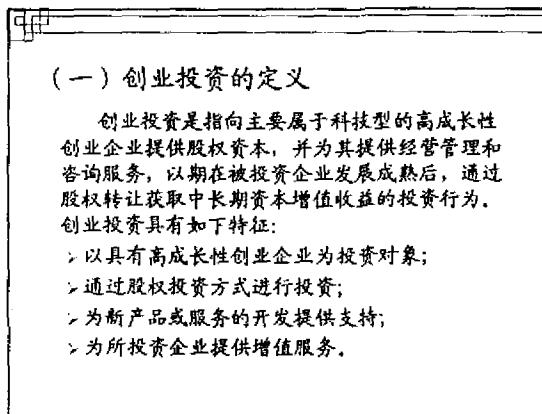 （一）创业投资的定义
创业投资是指向主要属于科技型的高成长性
创业企业提供股权资本，并为其提供经营管理和
咨询服务，以期在被投资企业发展成熟后，通过
股权转让获取中长期资本增值收益的投资行为。
创业投资具有如下特征：
➢以具有高成长性创业企业为投资对象；
➢通过股权投资方式进行投资；
➢为新产品或服务的开发提供支持；
➢为所投资企业提供增值服务。